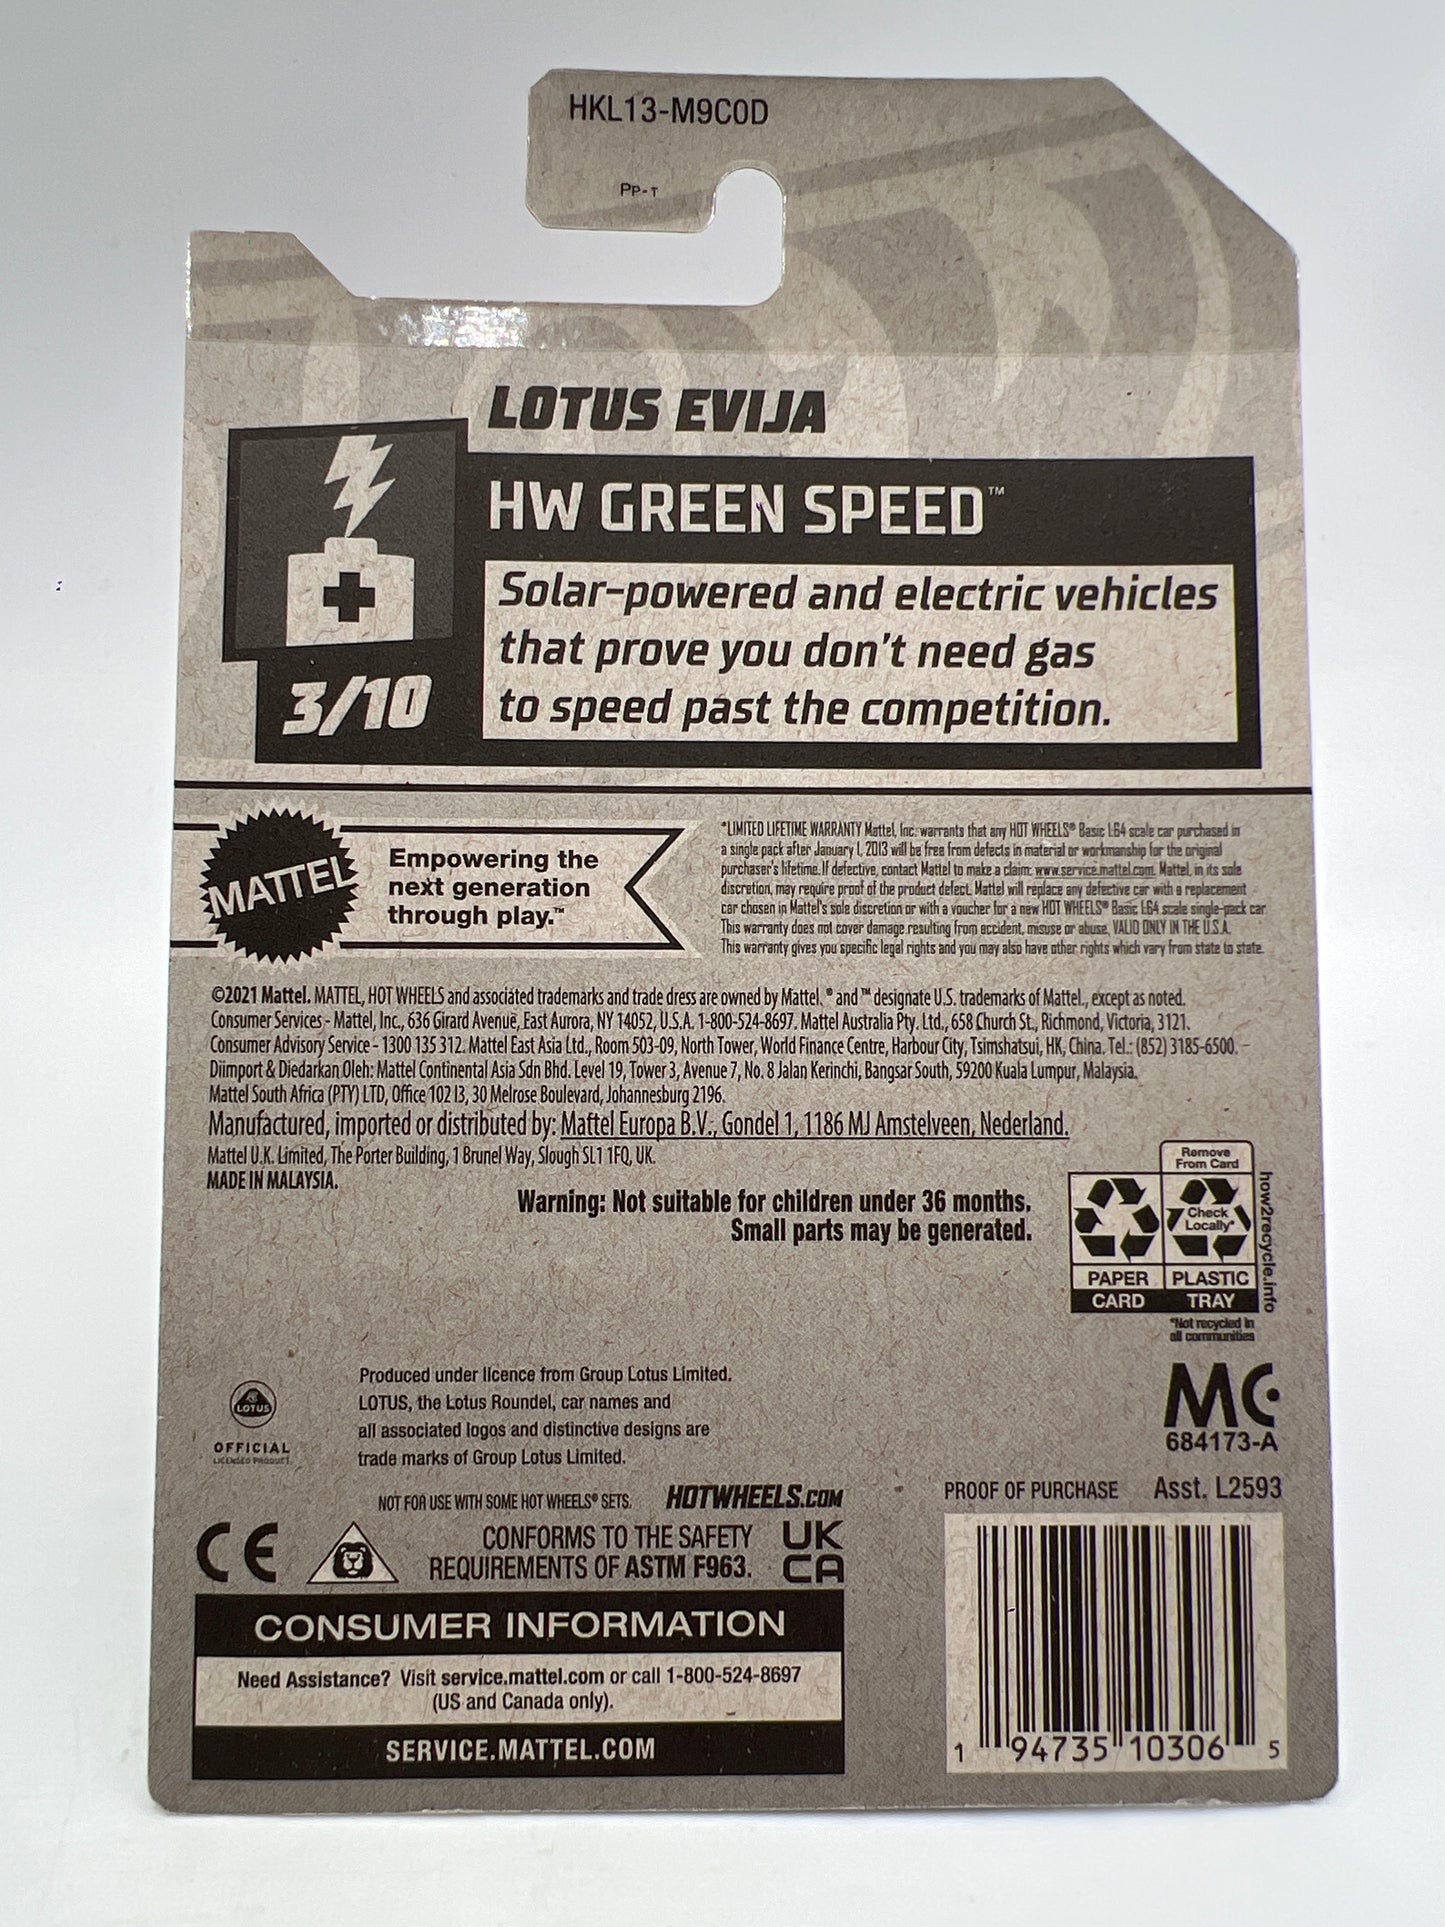 HKL13-M9C0D
PP-T
LOTUS EVIJA
HW GREEN SPEED™
Solar-powered and electric vehicles
that prove you don't need gas
to speed past the competition.
3/10
MATTEL
Empowering the
next generation
through play.™
*LIMITED LIFETIME WARRANTY Mattel, Inc. warrants that any HOT WHEELS® Basic 1:64 scale car purchased in
a single pack after January 1, 2013 will be free from defects in material or workmanship for the original
purchaser's lifetime. If defective, contact Mattel to make a claim: www.service.mattel.com. Mattel, in its sole
discretion, may require proof of the product defect. Mattel will replace any defective car with a replacement
car chosen in Mattel's sole discretion or with a voucher for a new HOT WHEELS® Basic 1:64 scale single-pack car
This warranty does not cover damage resulting from accident, misuse or abuse, VALID ONLY IN THE U.S.A.
This warranty gives you specific legal rights and you may also have other rights which vary from state to state.
©2021 Mattel. MATTEL, HOT WHEELS and associated trademarks and trade dress are owned by Mattel. ® and ™ designate U.S. trademarks of Mattel., except as noted.
Consumer Services - Mattel, Inc., 636 Girard Avenue, East Aurora, NY 14052, U.S.A. 1-800-524-8697. Mattel Australia Pty. Ltd., 658 Church St., Richmond, Victoria, 3121.
Consumer Advisory Service - 1300 135 312. Mattel East Asia Ltd., Room 503-09, North Tower, World Finance Centre, Harbour City, Tsimshatsui, HK, China. Tel.: (852) 3185-6500.
Diimport & Diedarkan Oleh: Mattel Continental Asia Sdn Bhd. Level 19, Tower 3, Avenue 7, No. 8 Jalan Kerinchi, Bangsar South, 59200 Kuala Lumpur, Malaysia.
Mattel South Africa (PTY) LTD, Office 102 I3, 30 Melrose Boulevard, Johannesburg 2196.
Manufactured, imported or distributed by: Mattel Europa B.V., Gondel 1, 1186 MJ Amstelveen, Nederland.
Mattel U.K. Limited, The Porter Building, 1 Brunel Way, Slough SL1 1FQ, UK.
MADE IN MALAYSIA.
Warning: Not suitable for children under 36 months.
Small parts may be generated.
Remove
From Card
Check
Locally*
PAPER
CARD
PLASTIC
TRAY
how2recycle.info
*Not recycled in
all communities
LOTUS
OFFICIAL
LICENSED PRODUCT
Produced under licence from Group Lotus Limited.
LOTUS, the Lotus Roundel, car names and
all associated logos and distinctive designs are
trade marks of Group Lotus Limited.
MC
684173-A
NOT FOR USE WITH SOME HOT WHEELS® SETS.
HOTWHEELS.COM
PROOF OF PURCHASE
Asst. L2593
CE
CONFORMS TO THE SAFETY
REQUIREMENTS OF ASTM F963.
UK
CA
CONSUMER INFORMATION
Need Assistance? Visit service.mattel.com or call 1-800-524-8697
(US and Canada only).
SERVICE.MATTEL.COM
1 94735 10306 5